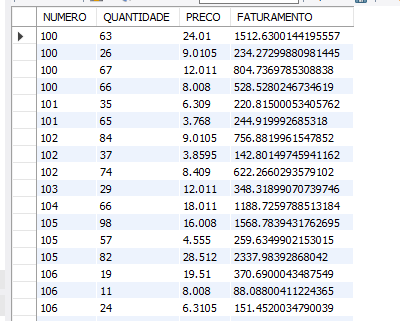 NUMERO QUANTIDADE PRECO FATURAMENTO
100 63 24.01 1512.6300144195557
100 26 9.0105 234.27299880981445
100 67 12.011 804.7369785308838
100 66 8.008 528.5280246734619
101 35 6.309 220.81500053405762
101 65 3.768 244.919992685318
102 84 9.0105 756.8819961547852
102 37 3.8595 142.80149745941162
102 74 8.409 622.2660293579102
103 29 12.011 348.31899070739746
104 66 18.011 1188.7259788513184
105 98 16.008 1568.7839431762695
105 57 4.555 259.6349902153015
105 82 28.512 2337.98392868042
106 19 19.51 370.6900043487549
106 11 8.008 88.08800411224365
106 24 6.3105 151.4520034790039